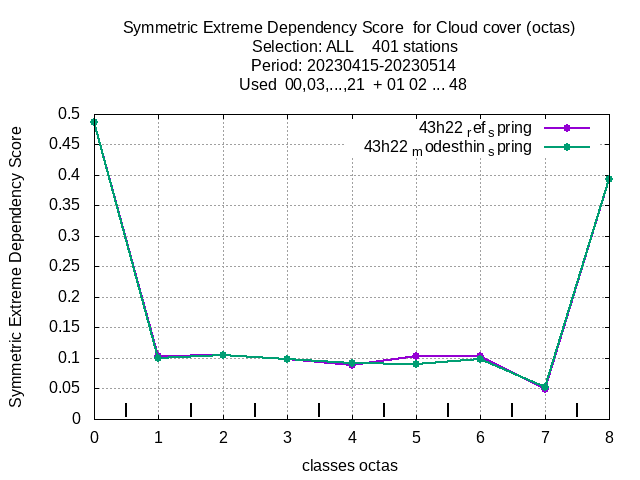 Symmetric Extreme Dependency Score for Cloud cover (octas)
Selection: ALL 401 stations
Period: 20230415-20230514
Used 00,03,...,21 + 01 02 ... 48
43h22 ref spring
43h22 modesthin spring
Symmetric Extreme Dependency Score
0.5
0.45
0.4
0.35
0.3
0.25
0.2
0.15
0.1
0.05
0
0 1 2 3 4 5 6 7 8
classes octas